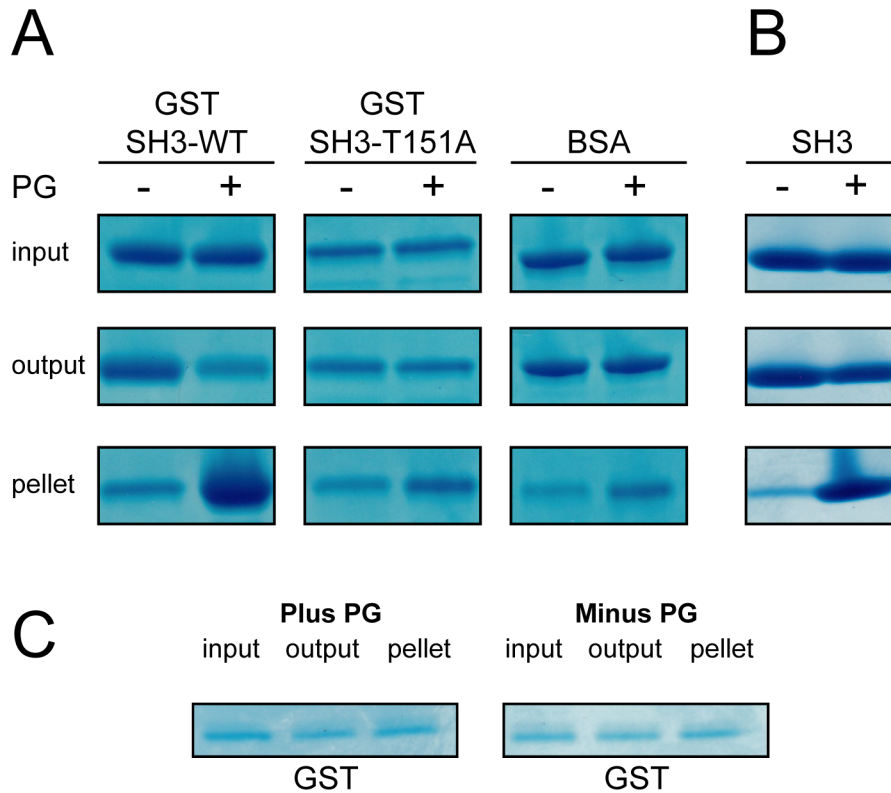 A
B
GST
SH3-WT
GST
SH3-T151A
BSA
SH3
PG
- +
- +
- +
- +
input
output
pellet
C
Plus PG
Minus PG
input output pellet
input output pellet
GST
GST